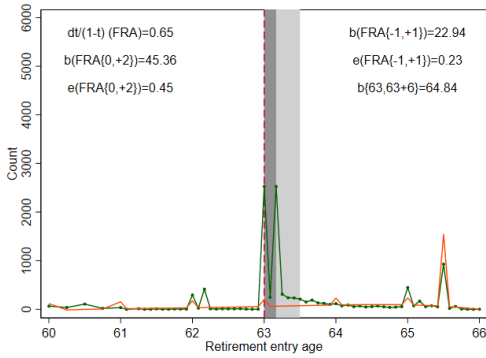 dt/(1-t) (FRA)=0.65
b(FRA{0,+2})=45.36
e(FRA{0,+2})=0.45
b(FRA{-1,+1})=22.94
e(FRA{-1,+1})=0.23
b{63,63+6}=64.84
Count
6000
5000
4000
3000
2000
1000
0
60 61 62 63 64 65 66
Retirement entry age